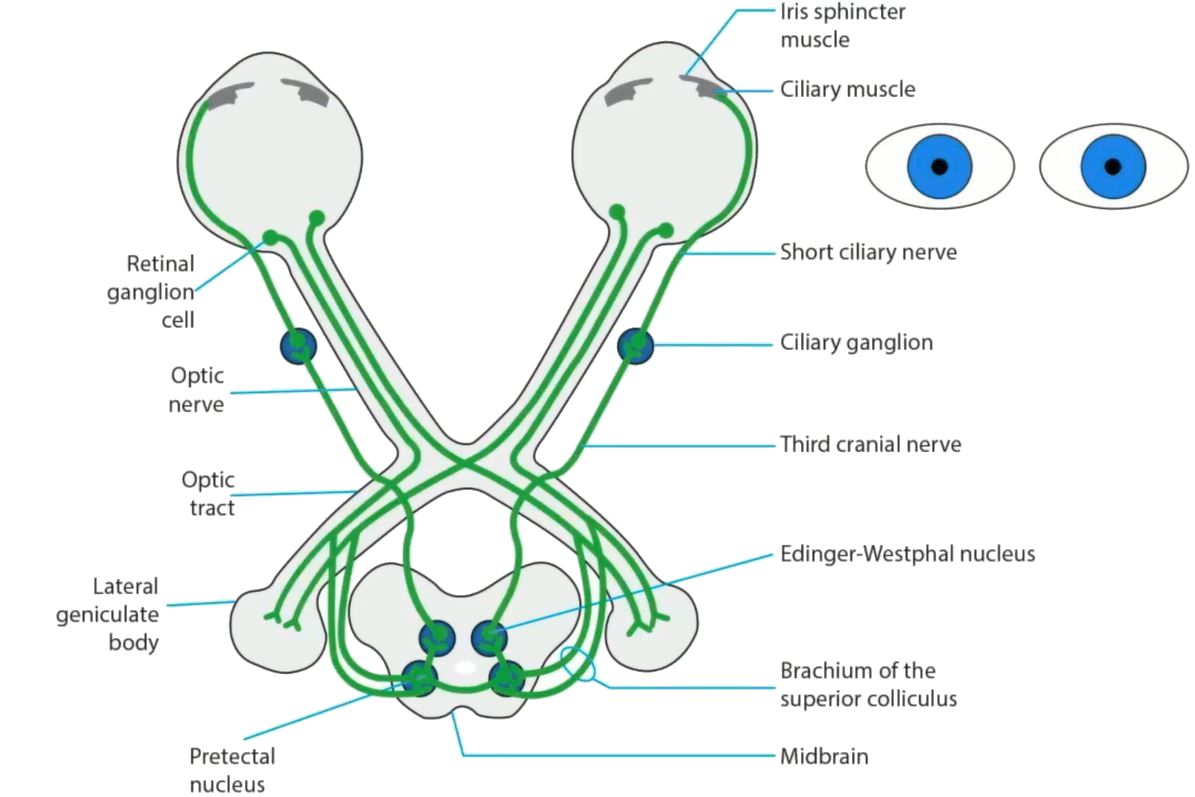 Iris sphincter
muscle
Ciliary muscle
Short ciliary nerve
Retinal
ganglion
cell
Ciliary ganglion
Optic
nerve
Third cranial nerve
Optic
tract
Edinger-Westphal nucleus
Lateral
geniculate
body
Brachium of the
superior colliculus
Pretectal
nucleus
Midbrain